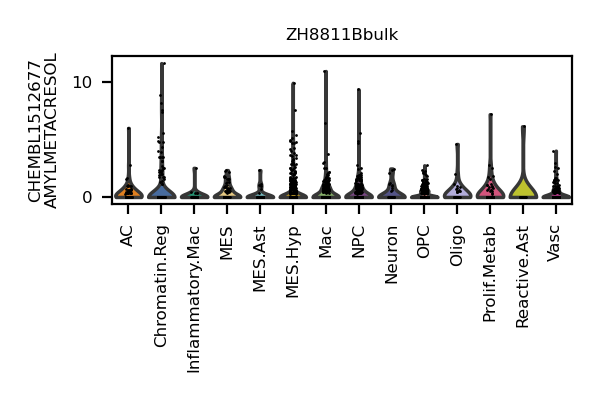 ZH8811Bbulk
CHEMBL1512677
AMYLMETACRESOL
10
0
AC
Chromatin.Reg
Inflammatory.Mac
MES
MES.Ast
MES.Hyp
Mac
NPC
Neuron
OPC
Oligo
Prolif.Metab
Reactive.Ast
Vasc